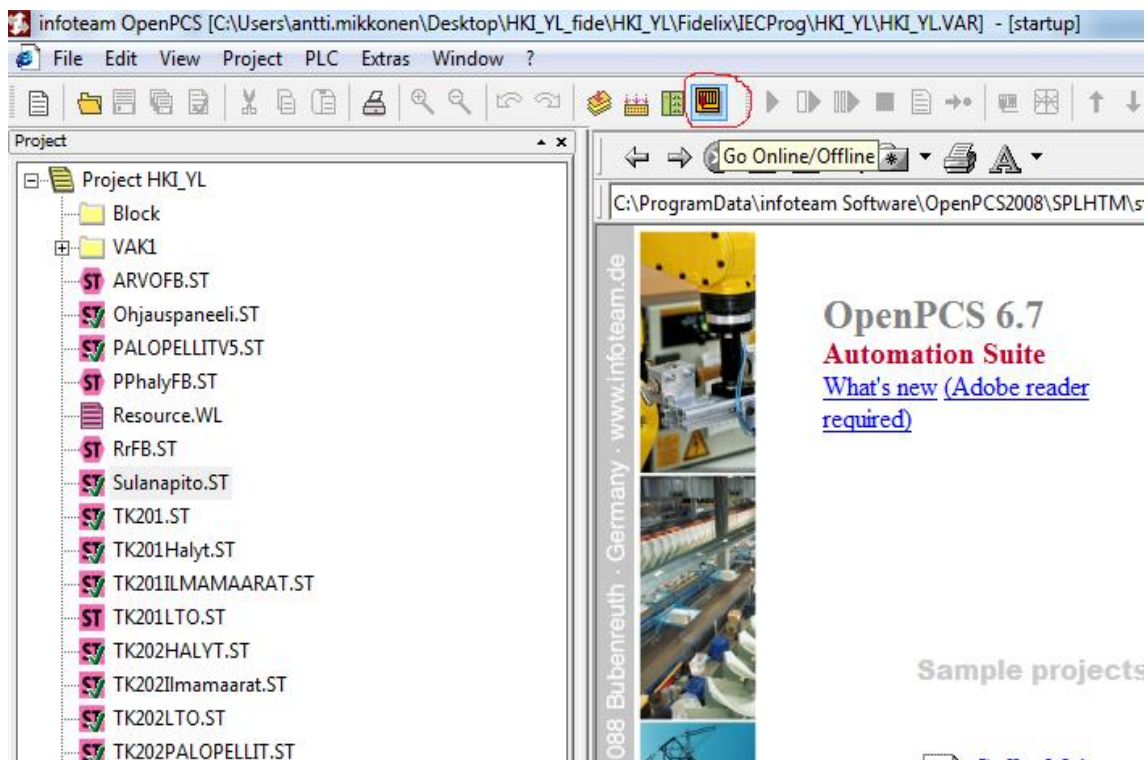 infoteam OpenPCS [C:\Users\antti.mikkonen\Desktop\HKI_YL_fide\HKI_YL\Fidelix\IECProg\HKI_YL\HKI_YL.VAR] - [startup]
File Edit View Project PLC Extras Window ?
Project
Go Online/Offline
Project HKI_YL
C:\ProgramData\infoteam Software\OpenPCS2008\SPLHTM\s
Block
VAK1
ARVOFB.ST
Ohjauspaneeli.ST
PALOPELLITV5.ST
PPhalyFB.ST
Resource.WL
RrFB.ST
Sulanapito.ST
TK201.ST
TK201Halyt.ST
TK201ILMAMAARAT.ST
TK201LTO.ST
TK202HALYT.ST
TK202Ilmamaarat.ST
TK202LTO.ST
TK202PALOPELLIT.ST
088 Bubenreuth · Germany · www.infoteam.de
OpenPCS 6.7
Automation Suite
What's new (Adobe reader
required)
Sample projects